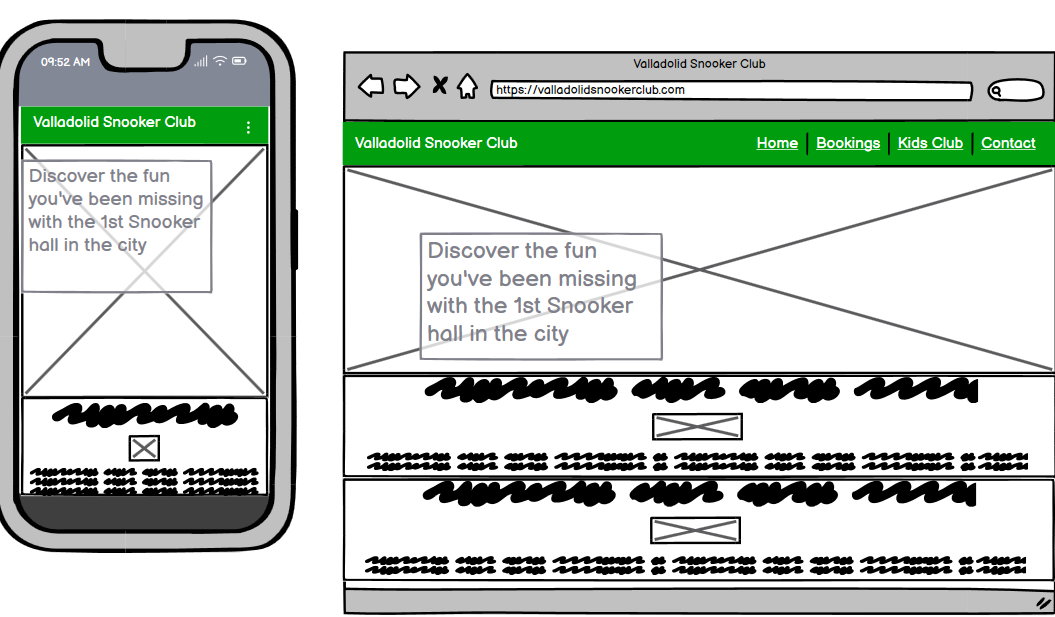 09:52 AM
Valladolid Snooker Club
Discover the fun
you've been missing
with the 1st Snooker
hall in the city
Valladolid Snooker Club
https://valladolidsnookerclub.com
Valladolid Snooker Club
Home
Bookings
Kids Club
Contact
Discover the fun
you've been missing
with the 1st Snooker
hall in the city